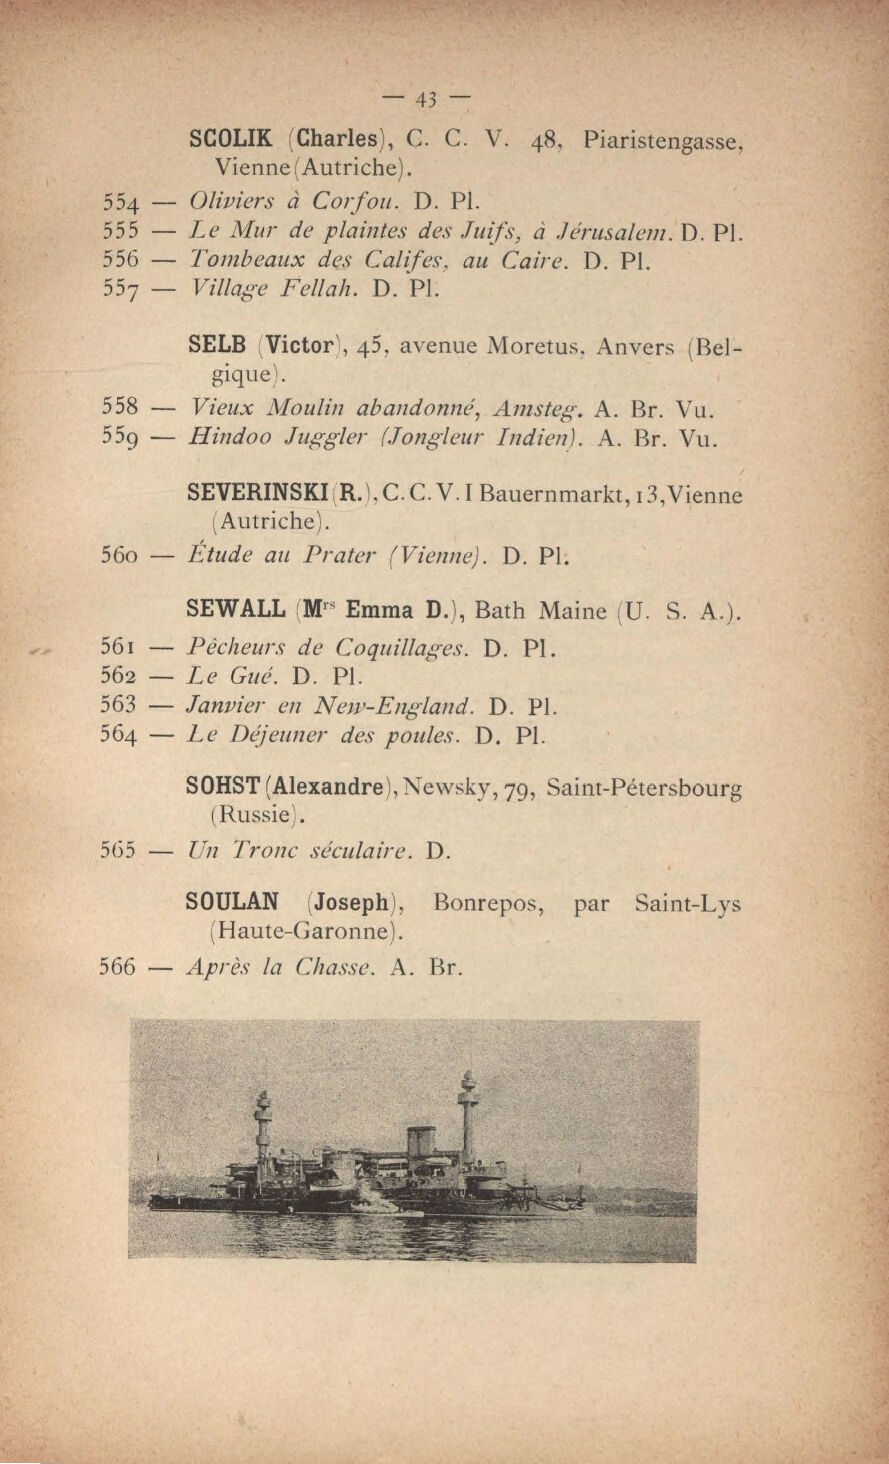 — 43 —
SCOLIK (Charles), C. C. V. 48, Piaristengasse,
Vienne (Autriche).
554 — Oliviers à Corfou. D. Pl.
555 — Le Mur de plaintes des Juifs, à Jérusalem. D. Pl.
556 — Tombeaux des Califes, au Caire. D. Pl.
557 — Village Fellah. D. Pl.
SELB (Victor), 45, avenue Moretus, Anvers (Bel-
gique).
558 — Vieux Moulin abandonné, Amsteg. A. Br. Vu.
559 — Hindoo Juggler (Jongleur Indien). A. Br. Vu.
SEVERINSKI (R.), C. C. V. I Bauernmarkt, 13, Vienne
(Autriche).
560 — Étude au Prater (Vienne). D. Pl.
SEWALL (Mrs Emma D.), Bath Maine (U. S. A.).
561 — Pêcheurs de Coquillages. D. Pl.
562 — Le Gué. D. Pl.
563 — Janvier en New-England. D. Pl.
564 — Le Déjeuner des poules. D. Pl.
SOHST (Alexandre), Newsky, 79, Saint-Pétersbourg
(Russie).
565 — Un Tronc séculaire. D.
SOULAN (Joseph), Bonrepos, par Saint-Lys
(Haute-Garonne).
566 — Après la Chasse. A. Br.